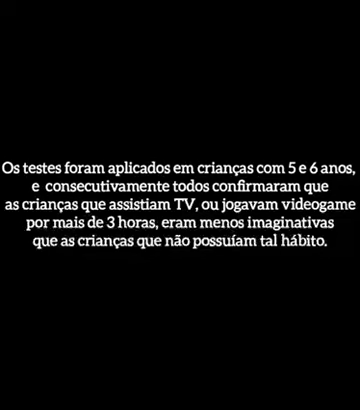 Os testes foram aplicados em crianças com 5 e 6 anos,
e consecutivamente todos confirmaram que
as crianças que assistiam TV, ou jogavam videogame
por mais de 3 horas, eram menos imaginativas
que as crianças que não possuíam tal hábito.